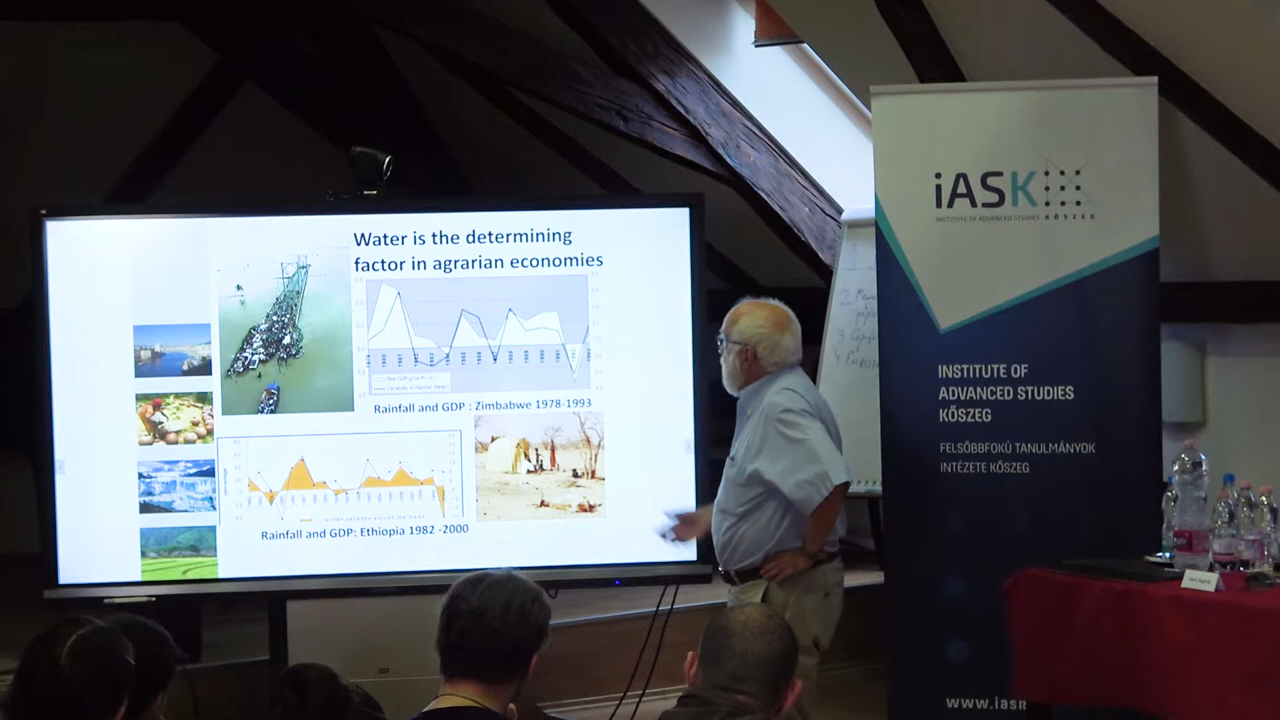 Water is the determining
factor in agrarian economies
Rainfall and GDP : Zimbabwe 1978-1993
Rainfall and GDP: Ethiopia 1982 -2000
iASK
INSTITUTE OF ADVANCED STUDIES KŐSZEG
INSTITUTE OF
ADVANCED STUDIES
KŐSZEG
FELSŐBBFOKÚ TANULMÁNYOK
INTÉZETE KŐSZEG
www.iask